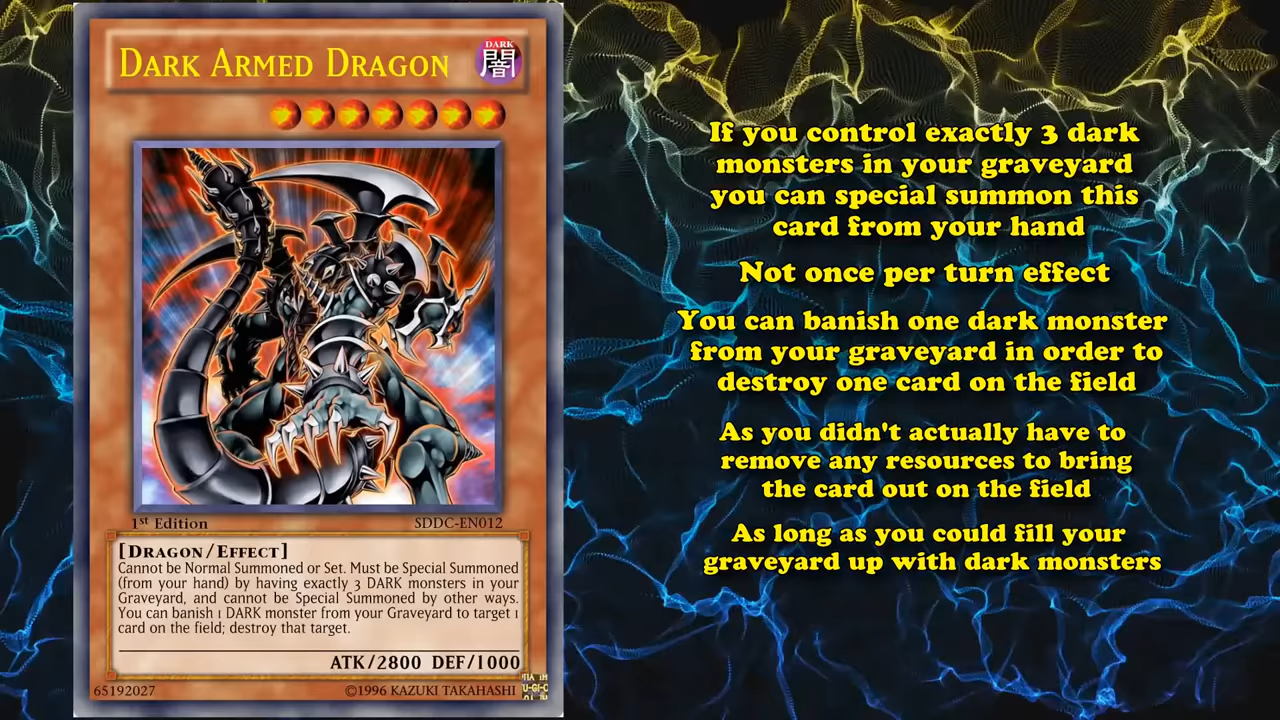 DARK ARMED DRAGON
DARK
闇
1st Edition
SDDC-EN012
[DRAGON/EFFECT]
Cannot be Normal Summoned or Set. Must be Special Summoned
(from your hand) by having exactly 3 DARK monsters in your
Graveyard, and cannot be Special Summoned by other ways.
You can banish 1 DARK monster from your Graveyard to target 1
card on the field; destroy that target.
ATK/2800 DEF/1000
65192027
©1996 KAZUKI TAKAHASHI
If you control exactly 3 dark
monsters in your graveyard
you can special summon this
card from your hand
Not once per turn effect
You can banish one dark monster
from your graveyard in order to
destroy one card on the field
As you didn't actually have to
remove any resources to bring
the card out on the field
As long as you could fill your
graveyard up with dark monsters